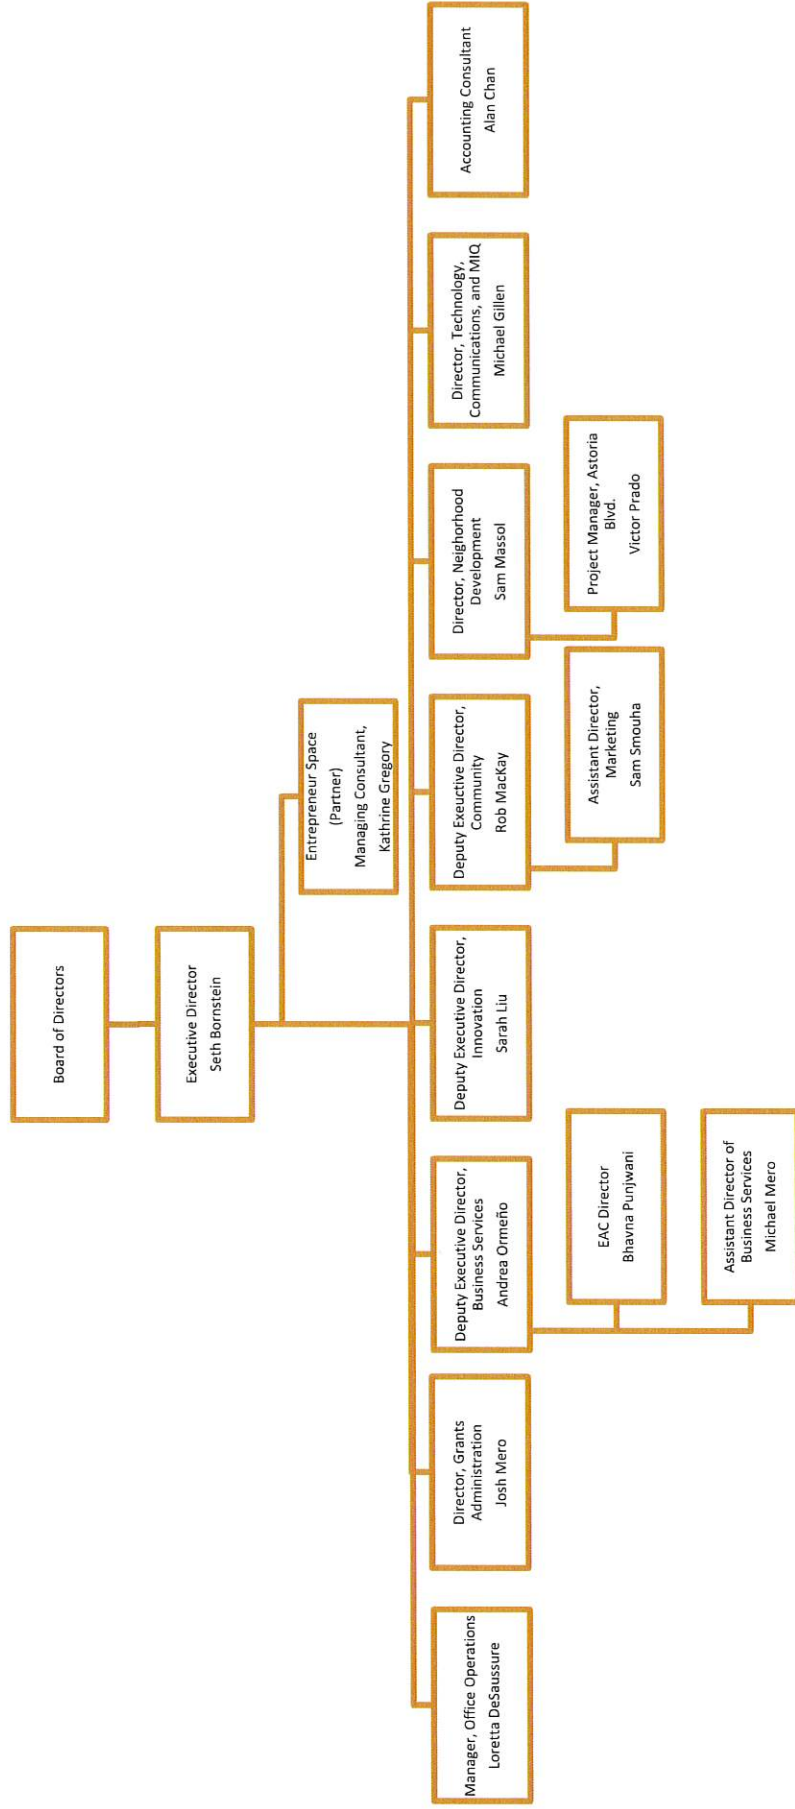 Board of Directors
Executive Director
Seth Bornstein
Entrepreneur Space
(Partner)
Managing Consultant,
Kathrine Gregory
Manager, Office Operations
Loretta DeSaussure
Director, Grants
Administration
Josh Mero
Deputy Executive Director,
Business Services
Andrea Ormeño
Deputy Executive Director,
Innovation
Sarah Liu
Deputy Exeuctive Director,
Community
Rob MacKay
Director, Neighorhood
Development
Sam Massol
Director, Technology,
Communications, and MIQ
Michael Gillen
Accounting Consultant
Alan Chan
EAC Director
Bhavna Punjwani
Assistant Director,
Marketing
Sam Smouha
Project Manager, Astoria
Blvd.
Victor Prado
Assistant Director of
Business Services
Michael Mero